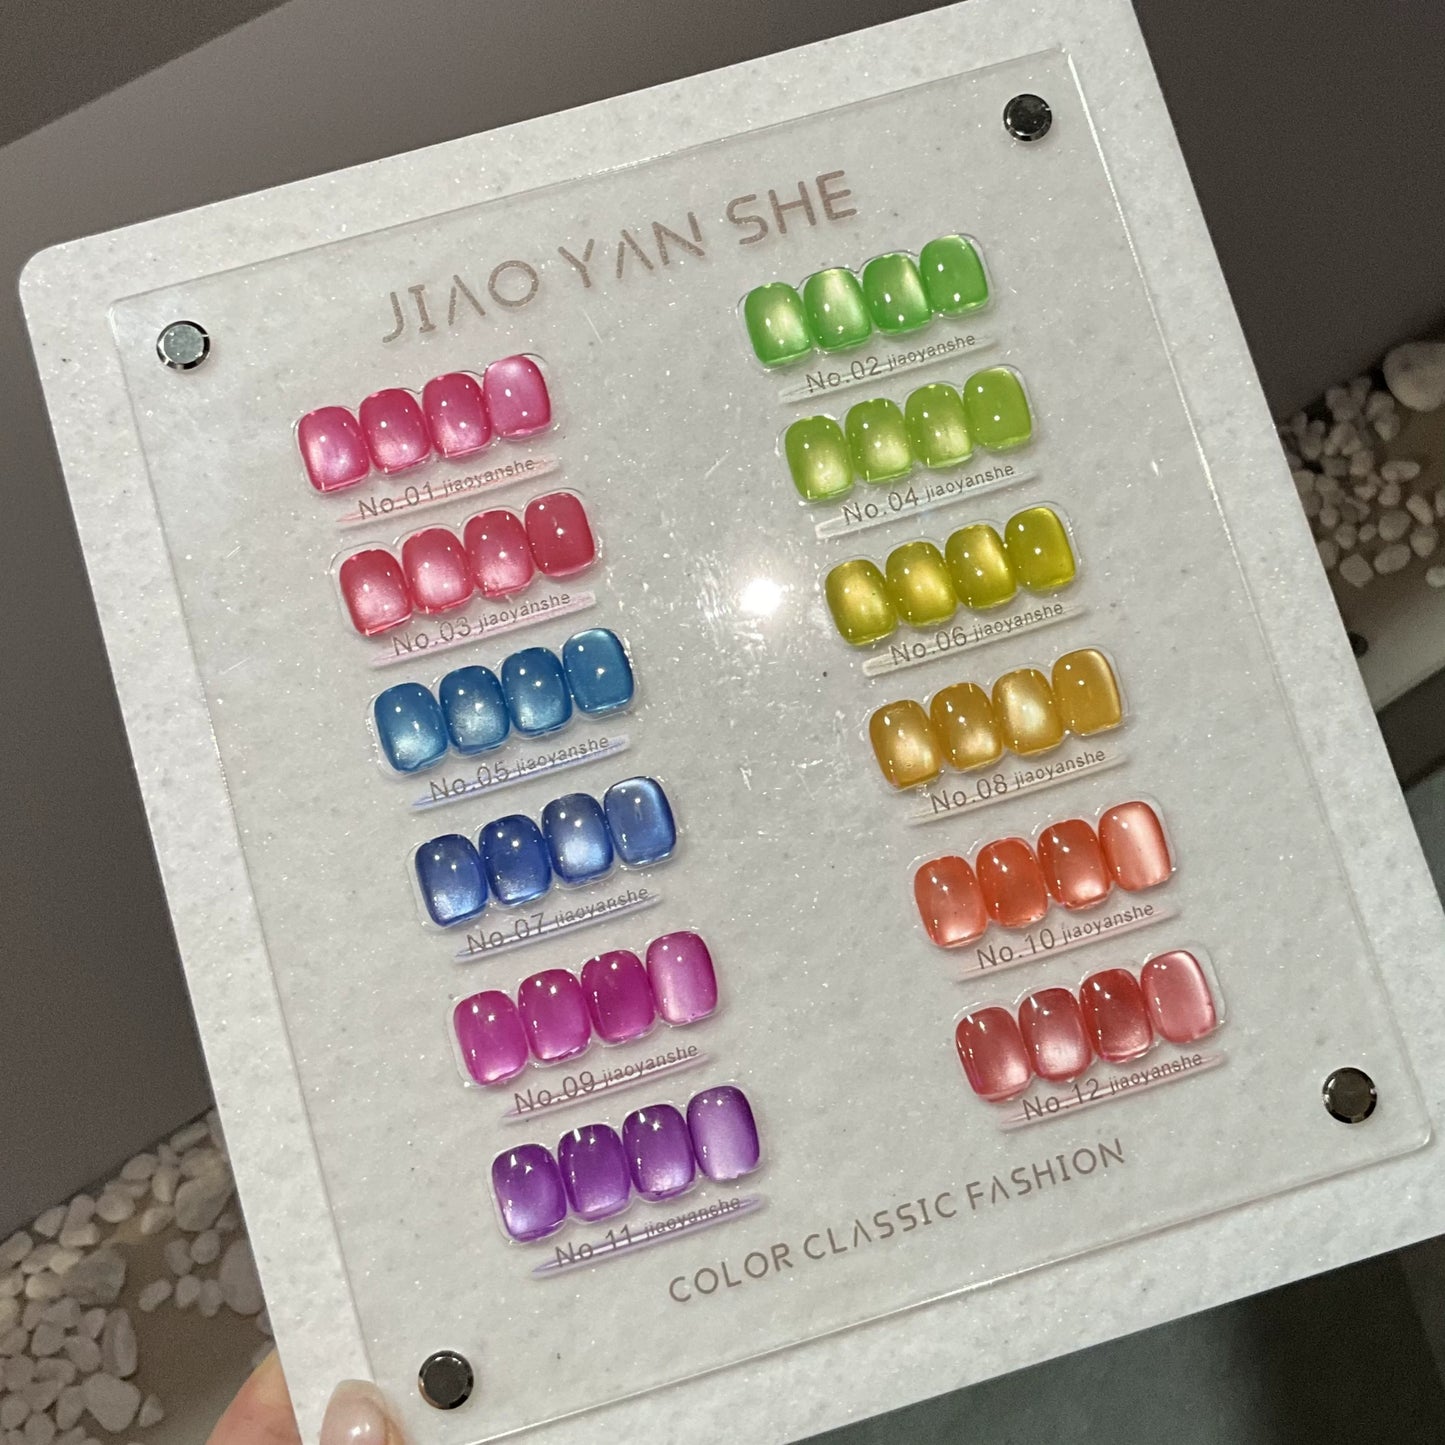 JIAO YAN SHE
No.01 jiaoyanshe
No.02 jiaoyanshe
No.03 jiaoyanshe
No.04 jiaoyanshe
No.05 jiaoyanshe
No.06 jiaoyanshe
No.07 jiaoyanshe
No.08 jiaoyanshe
No.09 jiaoyanshe
No.10 jiaoyanshe
No.11 jiaoyanshe
No.12 jiaoyanshe
COLOR CLASSIC FASHION